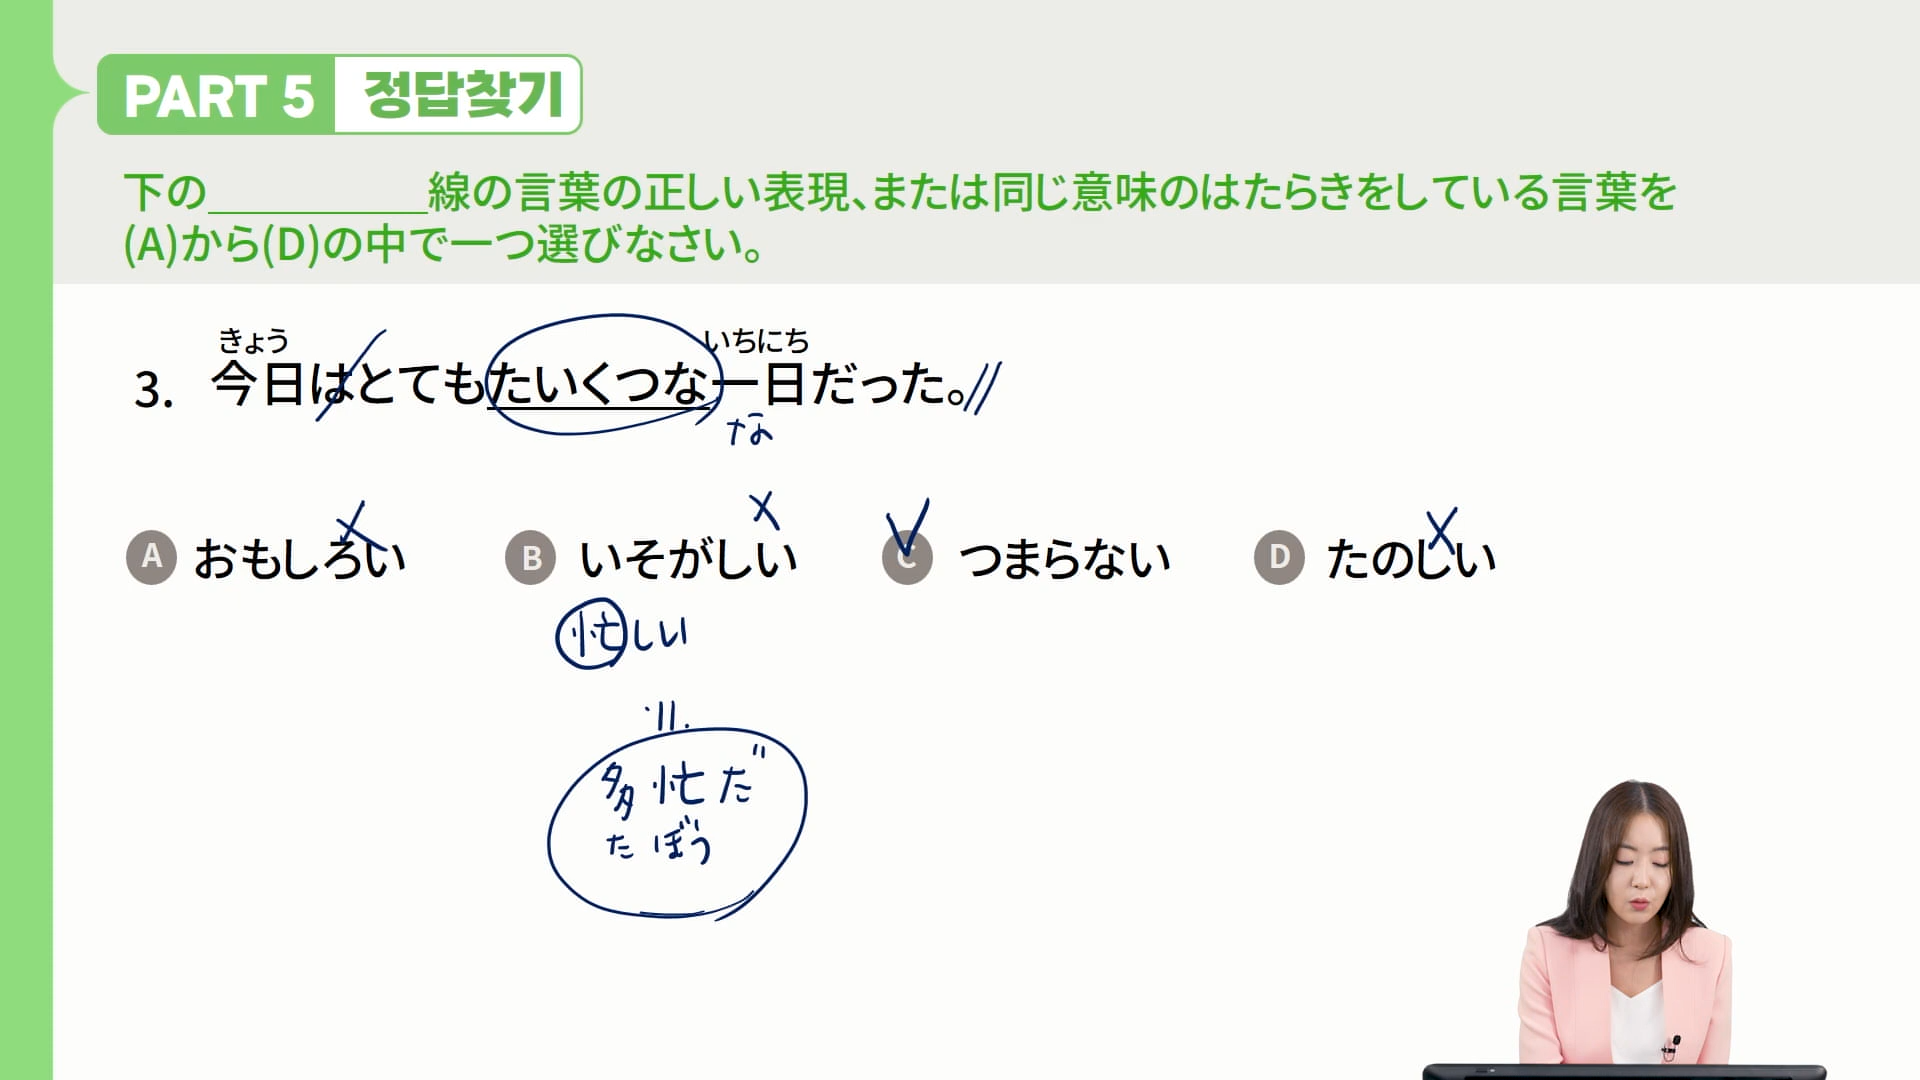 PART 5 정답찾기
下の__________線の言葉の正しい表現、または同じ意味のはたらきをしている言葉を
(A)から(D)の中で一つ選びなさい。
きょう いちにち
3. 今日はとてもたいくつな一日だった。
な
A おもしろい B いそがしい C つまらない D たのしい
忙しい
多忙だ
たぼう